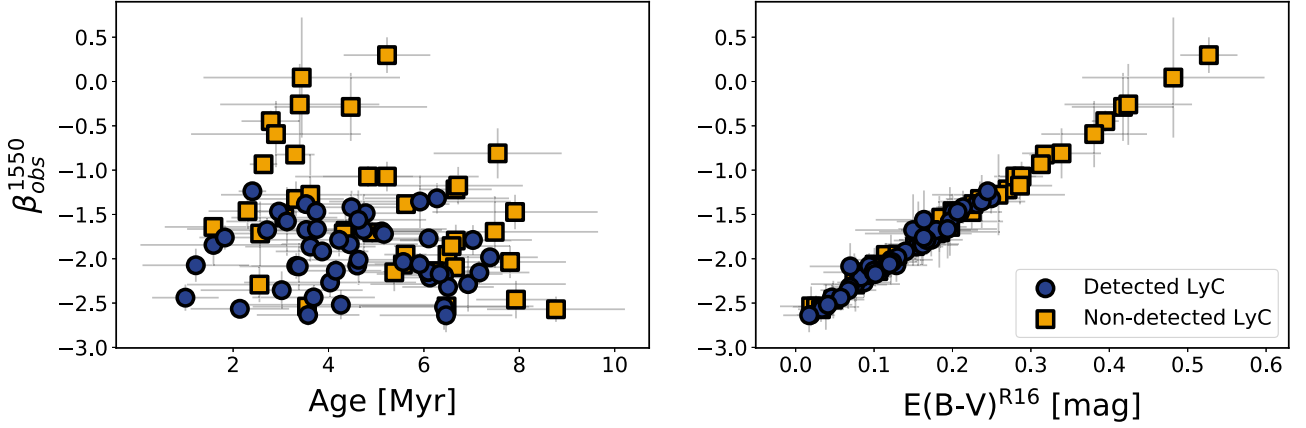 0.5
0.0
−0.5
−1.0
−1.5
−2.0
−2.5
−3.0
β^1550_obs
2 4 6 8 10
Age [Myr]
0.5
0.0
−0.5
−1.0
−1.5
−2.0
−2.5
−3.0
0.0 0.1 0.2 0.3 0.4 0.5 0.6
E(B-V)^R16 [mag]
Detected LyC
Non-detected LyC